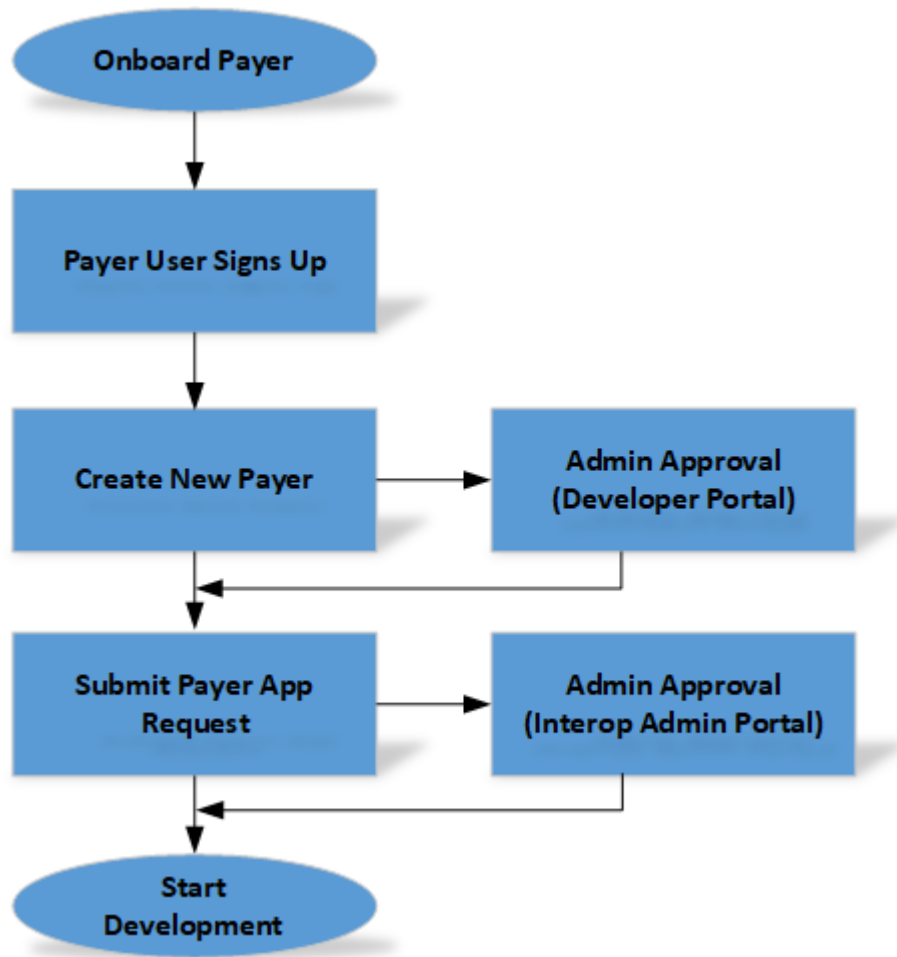 Onboard Payer
Payer User Signs Up
Create New Payer
Admin Approval
(Developer Portal)
Submit Payer App
Request
Admin Approval
(Interop Admin Portal)
Start
Development